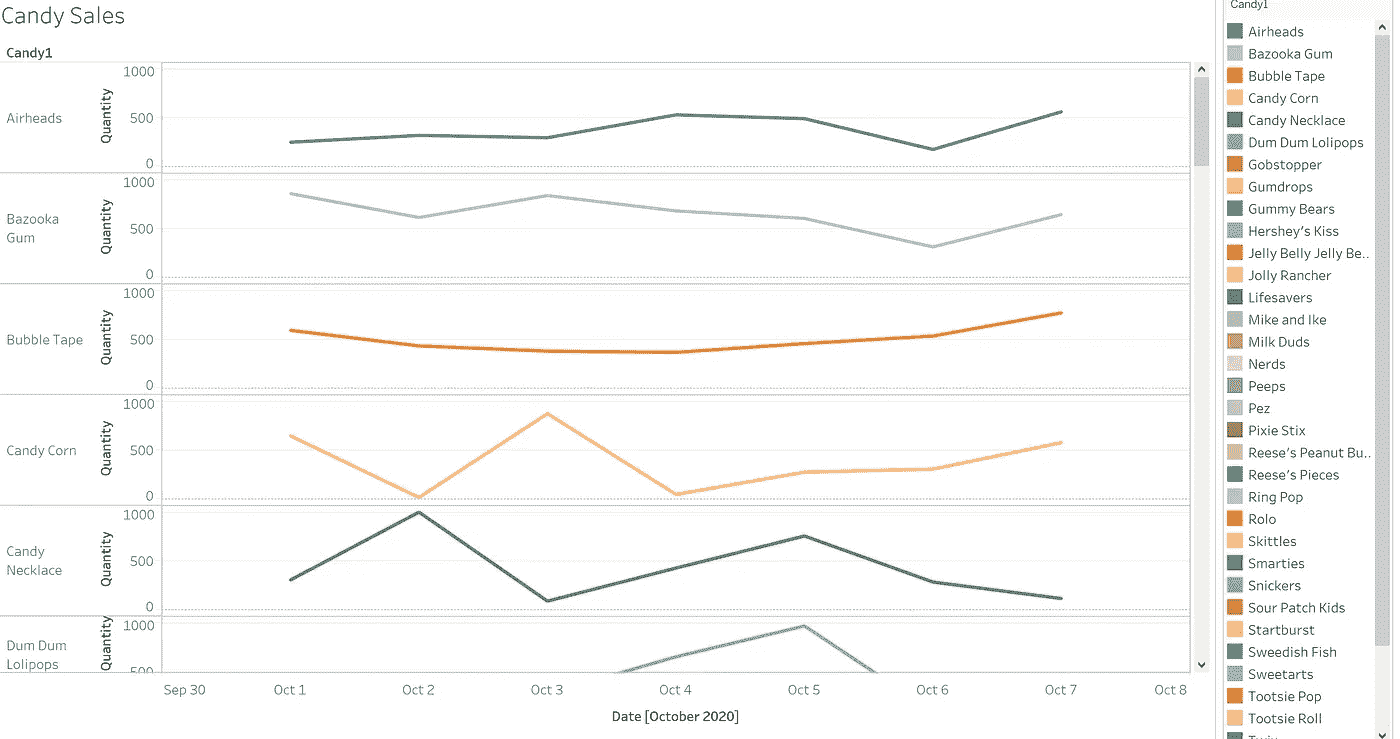 Candy Sales
Candy1
Airheads
Quantity
1000
500
0
Bazooka
Gum
Quantity
1000
500
0
Bubble Tape
Quantity
1000
500
0
Candy Corn
Quantity
1000
500
0
Candy
Necklace
Quantity
1000
500
0
Dum Dum
Lolipops
Quantity
1000
500
Sep 30 Oct 1 Oct 2 Oct 3 Oct 4 Oct 5 Oct 6 Oct 7 Oct 8
Date [October 2020]
Candy1
Airheads
Bazooka Gum
Bubble Tape
Candy Corn
Candy Necklace
Dum Dum Lolipops
Gobstopper
Gumdrops
Gummy Bears
Hershey's Kiss
Jelly Belly Jelly Be..
Jolly Rancher
Lifesavers
Mike and Ike
Milk Duds
Nerds
Peeps
Pez
Pixie Stix
Reese's Peanut Bu..
Reese's Pieces
Ring Pop
Rolo
Skittles
Smarties
Snickers
Sour Patch Kids
Startburst
Sweedish Fish
Sweetarts
Tootsie Pop
Tootsie Roll